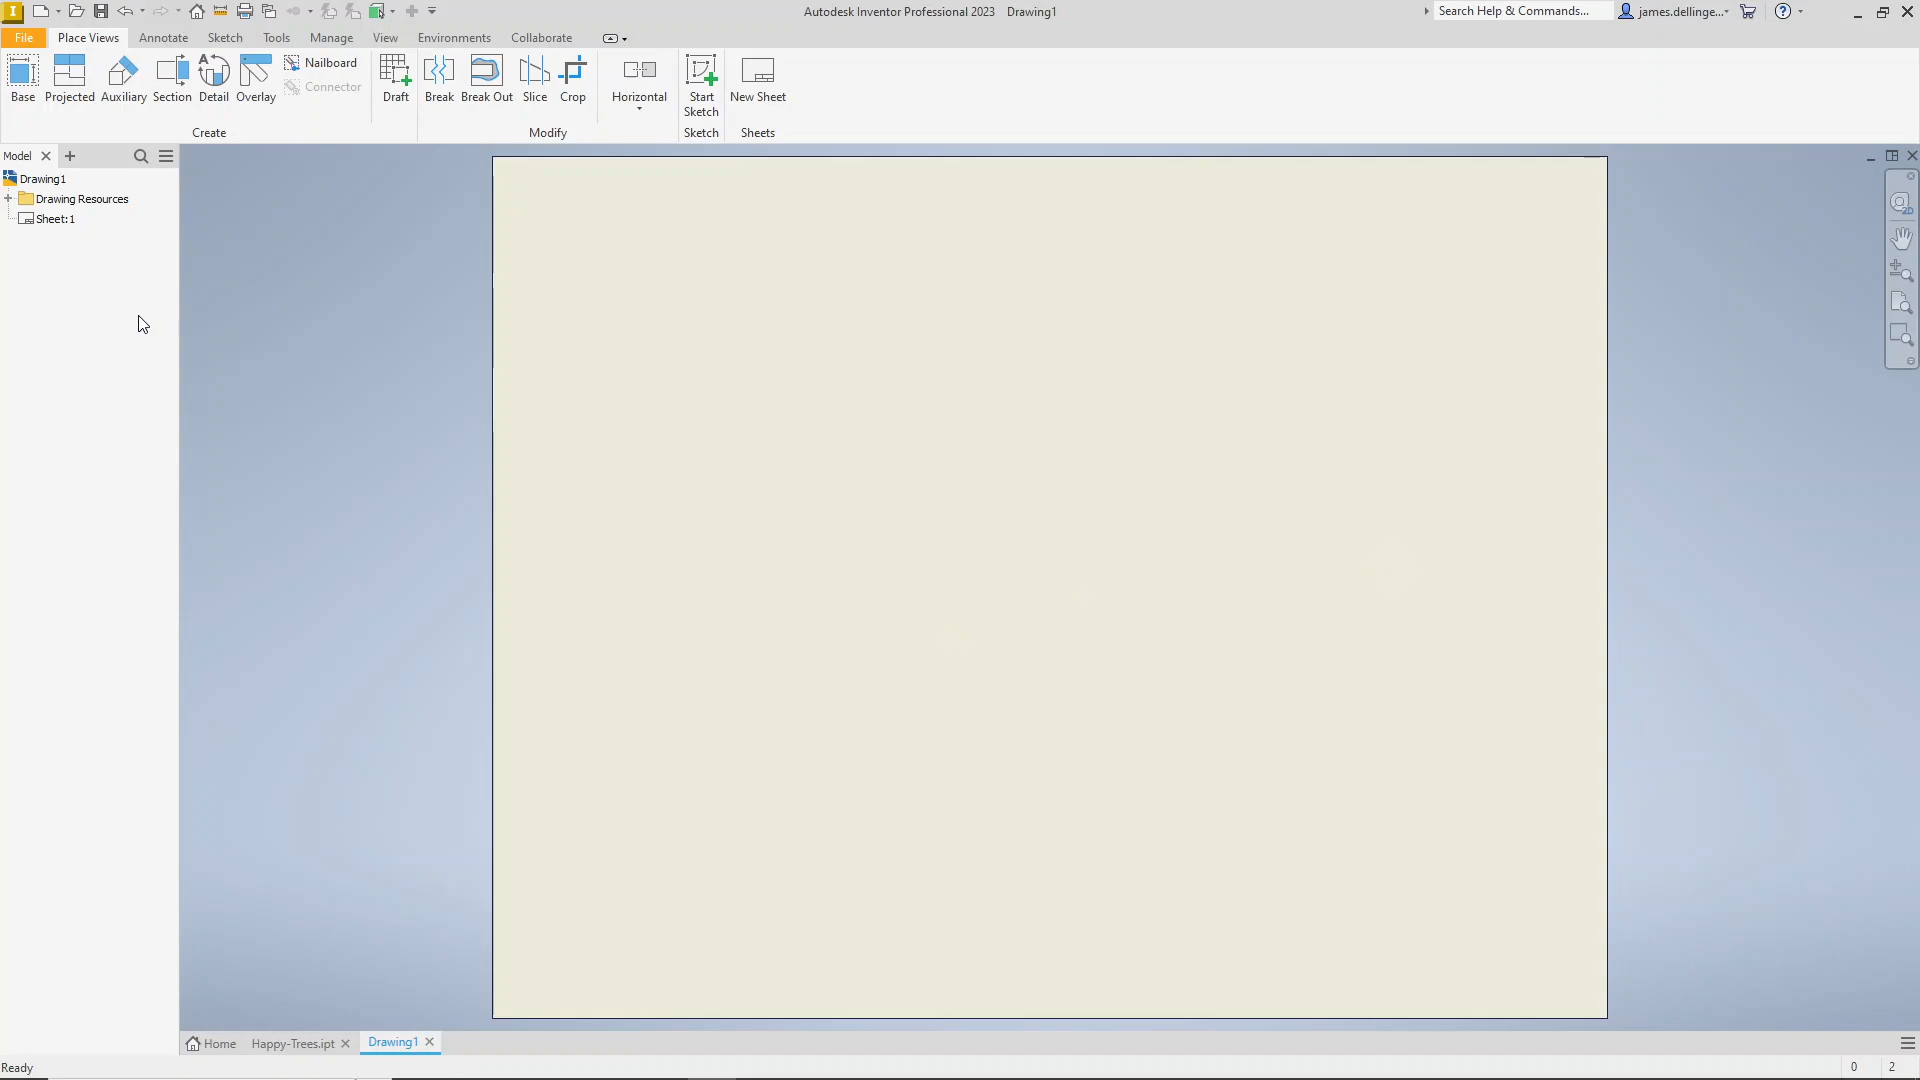 Autodesk Inventor Professional 2023 Drawing1
Search Help & Commands...
james.dellinge...
File Place Views Annotate Sketch Tools Manage View Environments Collaborate
Base Projected Auxiliary Section Detail Overlay
Nailboard
Connector
Draft Break Break Out Slice Crop Horizontal
Start
Sketch
New Sheet
Create Modify Sketch Sheets
Model
Drawing1
Drawing Resources
Sheet:1
2D
Home Happy-Trees.ipt Drawing1
Ready 0 2